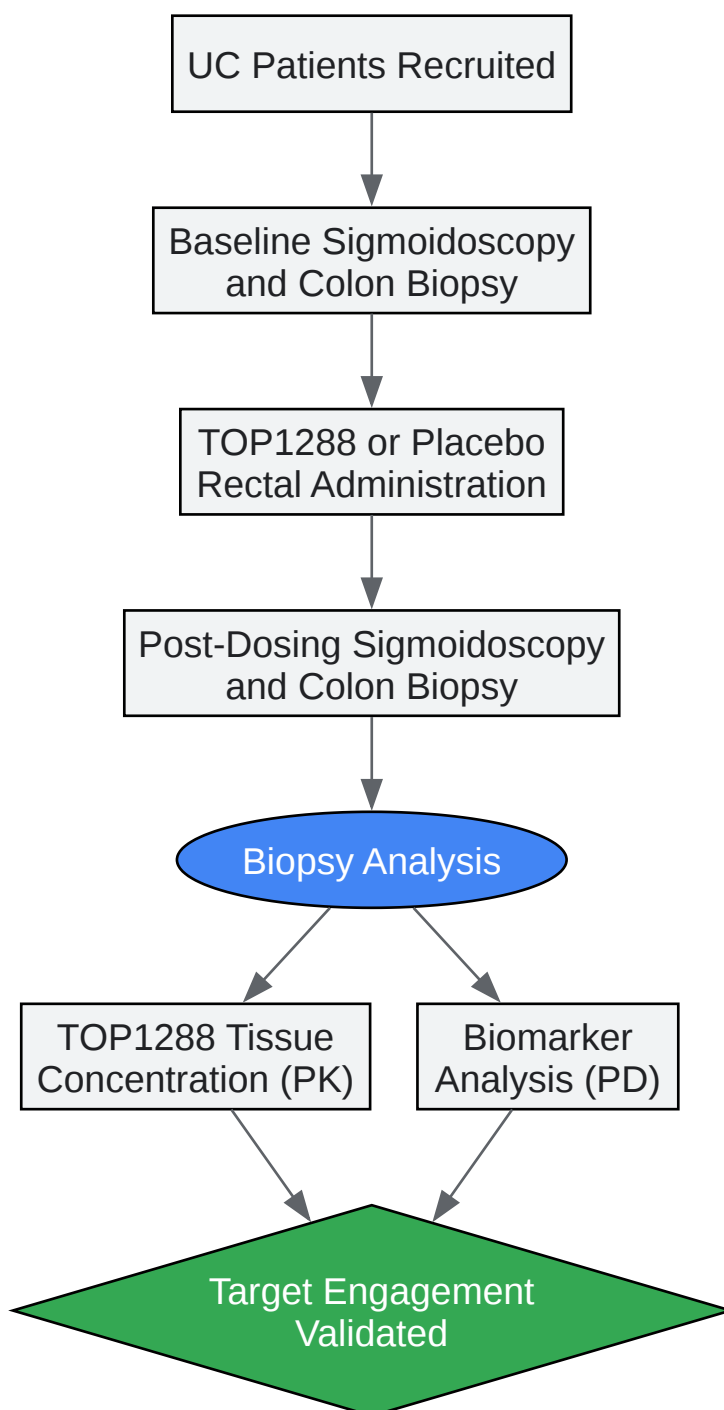 UC Patients Recruited
Baseline Sigmoidoscopy
and Colon Biopsy
TOP1288 or Placebo
Rectal Administration
Post-Dosing Sigmoidoscopy
and Colon Biopsy
Biopsy Analysis
TOP1288 Tissue
Concentration (PK)
Biomarker
Analysis (PD)
Target Engagement
Validated